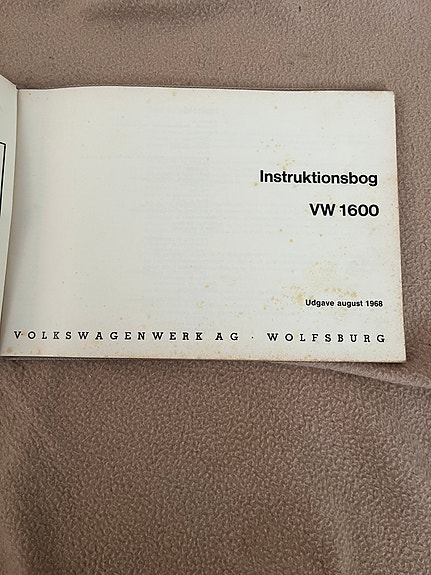 Instruktionsbog
VW 1600
Udgave august 1968
VOLKSWAGENWERK AG · WOLFSBURG